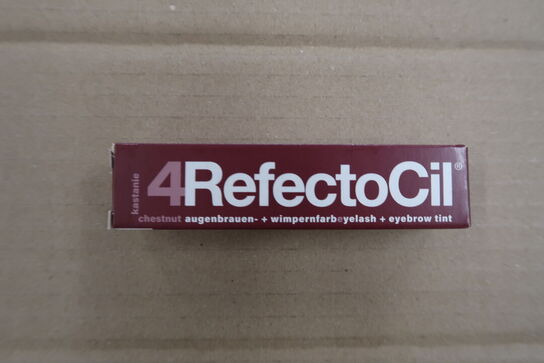 kastanie
4RefectoCil®
chestnut augenbrauen- + wimpernfarbeyelash + eyebrow tint